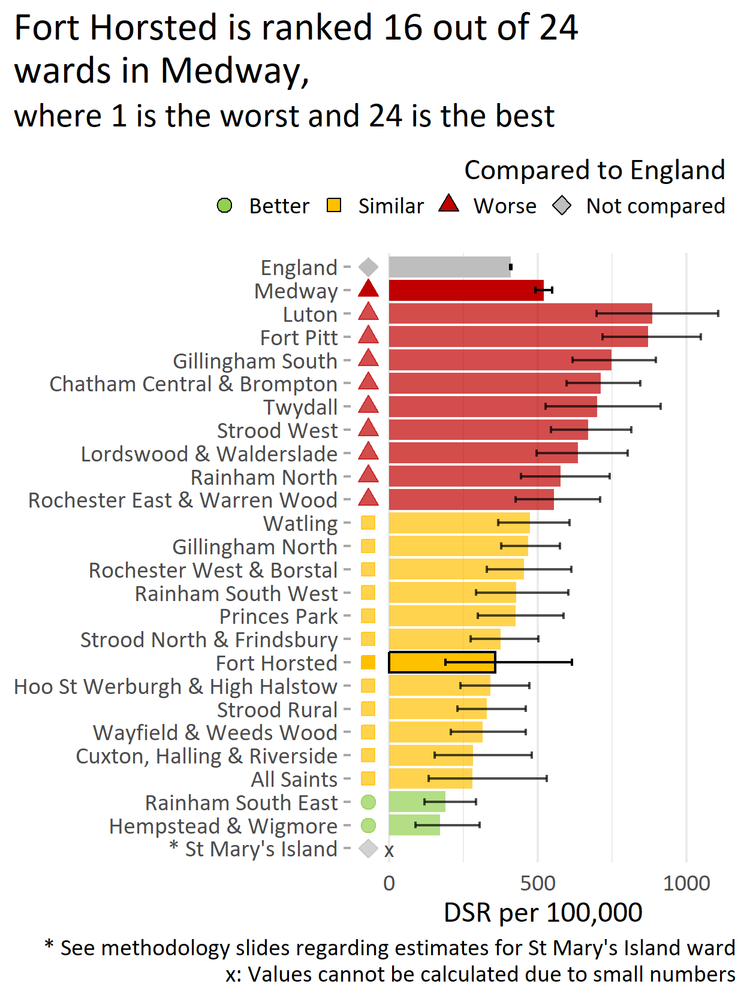 Fort Horsted is ranked 16 out of 24
wards in Medway,
where 1 is the worst and 24 is the best
Compared to England
Better Similar Worse Not compared
England
Medway
Luton
Fort Pitt
Gillingham South
Chatham Central & Brompton
Twydall
Strood West
Lordswood & Walderslade
Rainham North
Rochester East & Warren Wood
Watling
Gillingham North
Rochester West & Borstal
Rainham South West
Princes Park
Strood North & Frindsbury
Fort Horsted
Hoo St Werburgh & High Halstow
Strood Rural
Wayfield & Weeds Wood
Cuxton, Halling & Riverside
All Saints
Rainham South East
Hempstead & Wigmore
* St Mary's Island x
0 500 1000
DSR per 100,000
* See methodology slides regarding estimates for St Mary's Island ward
x: Values cannot be calculated due to small numbers